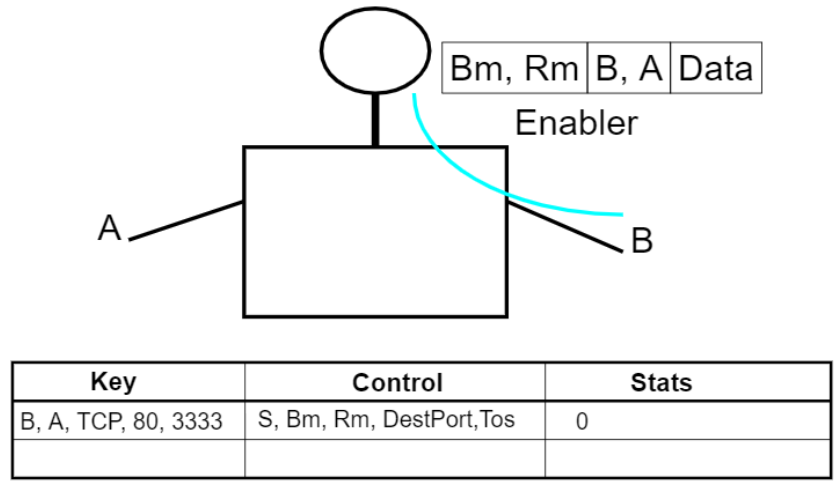 Bm, Rm B, A Data
Enabler
A
B
Key Control Stats
B, A, TCP, 80, 3333 S, Bm, Rm, DestPort,Tos 0